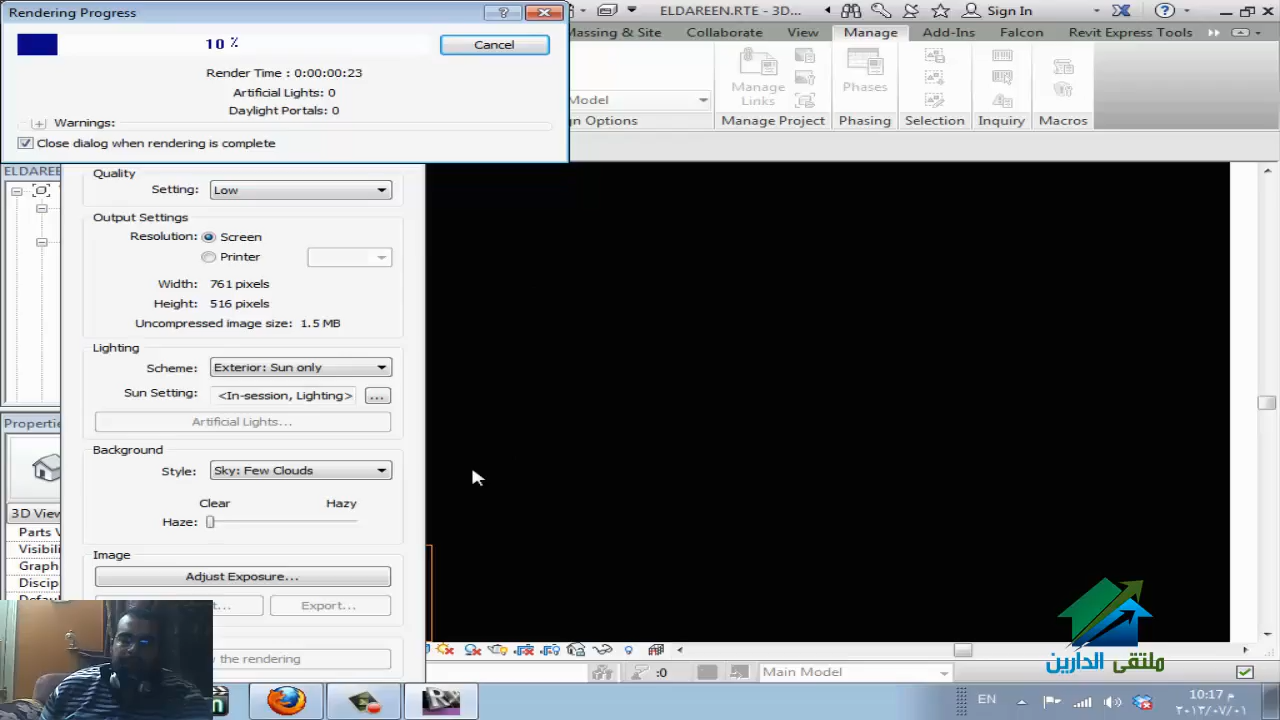 Rendering Progress
10 %
Cancel
Render Time : 0:00:00:23
Artificial Lights: 0
Daylight Portals: 0
Warnings:
Close dialog when rendering is complete
ELDAREEN.RTE - 3D...
Sign In
Massing & Site
Collaborate
View
Manage
Add-Ins
Falcon
Revit Express Tools
Model
Manage Links
Phases
Options
Manage Project
Phasing
Selection
Inquiry
Macros
ELDAREEN
Quality
Setting:
Low
Output Settings
Resolution:
Screen
Printer
Width: 761 pixels
Height: 516 pixels
Uncompressed image size: 1.5 MB
Lighting
Scheme:
Exterior: Sun only
Sun Setting:
<In-session, Lighting>
...
Artificial Lights...
Background
Style:
Sky: Few Clouds
Clear
Hazy
Haze:
Image
Adjust Exposure...
Export...
the rendering
Properti
3D View
Parts V
Visibili
Graph
Discip
:0
Main Model
ملتقى الدارين
EN
10:17 م
٢٠١٣/٠٧/٠١